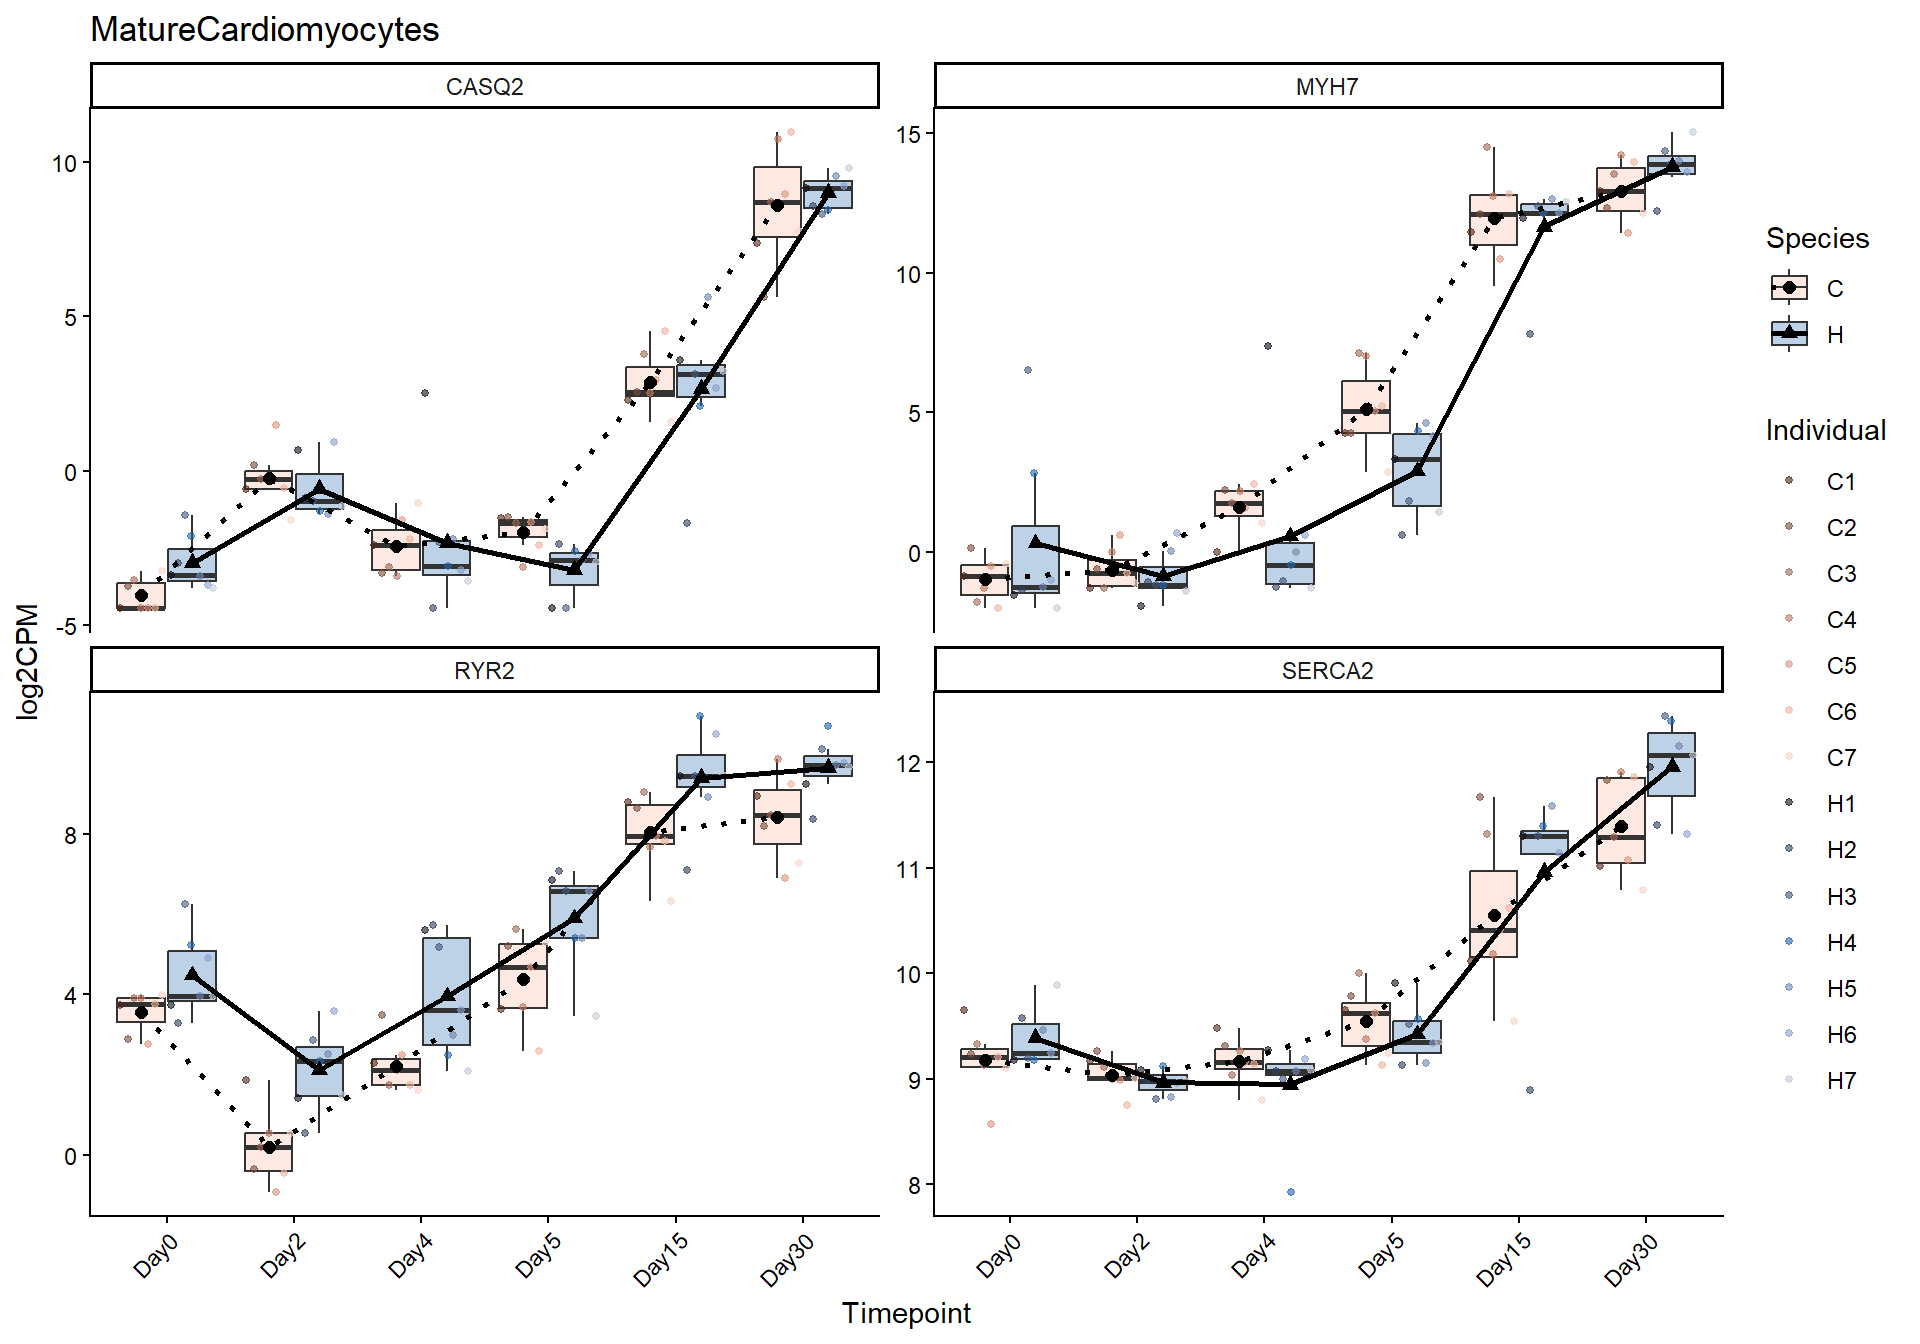 MatureCardiomyocytes
CASQ2
MYH7
10
5
0
-5
15
10
5
0
RYR2
SERCA2
8
4
0
12
11
10
9
8
Day0
Day2
Day4
Day5
Day15
Day30
Day0
Day2
Day4
Day5
Day15
Day30
Timepoint
log2CPM
Species
C
H
Individual
C1
C2
C3
C4
C5
C6
C7
H1
H2
H3
H4
H5
H6
H7